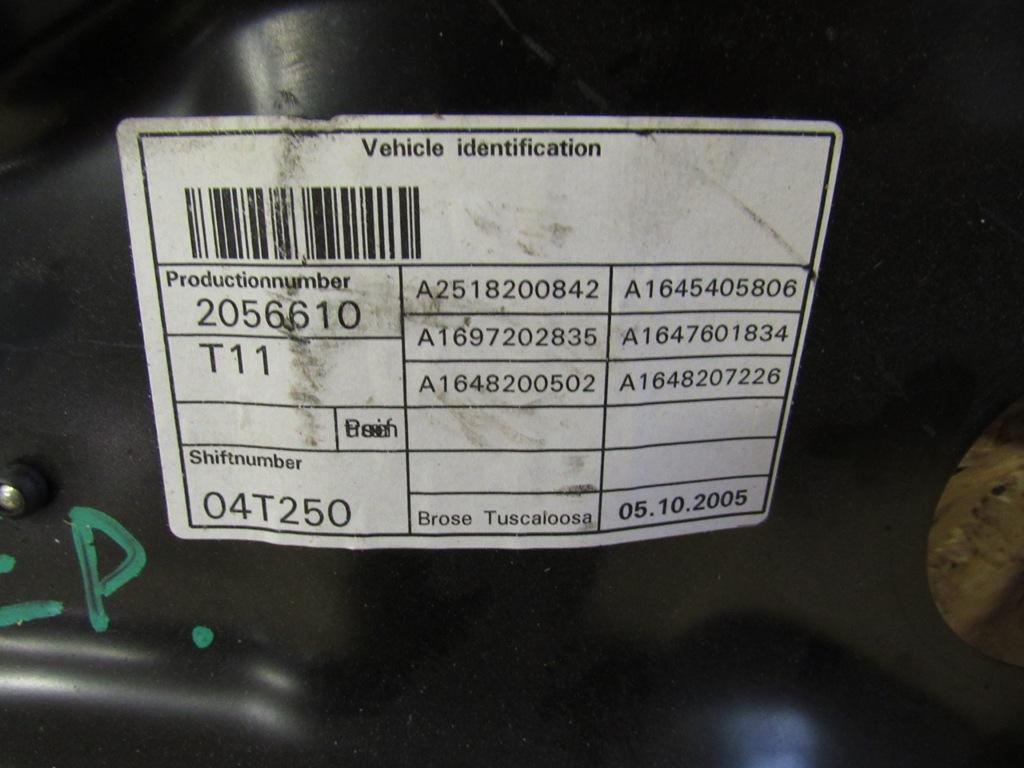 Vehicle identification
Productionnumber
2056610
T11
A2518200842 A1645405806
A1697202835 A1647601834
A1648200502 A1648207226
Shiftnumber
04T250
Brose Tuscaloosa 05.10.2005
P.